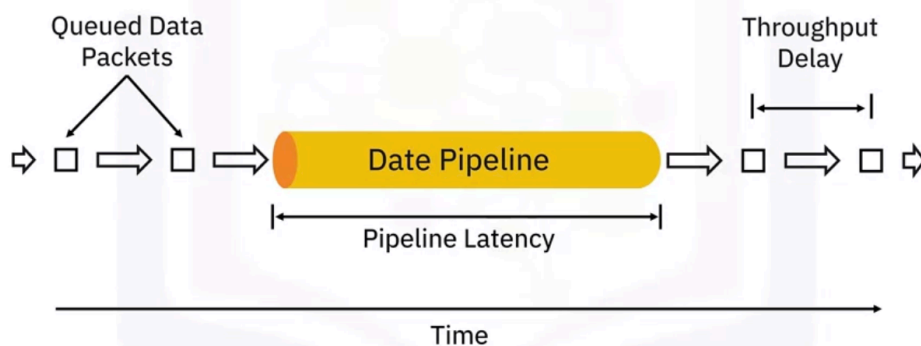 Queued Data
Packets
Throughput
Delay
Date Pipeline
Pipeline Latency
Time